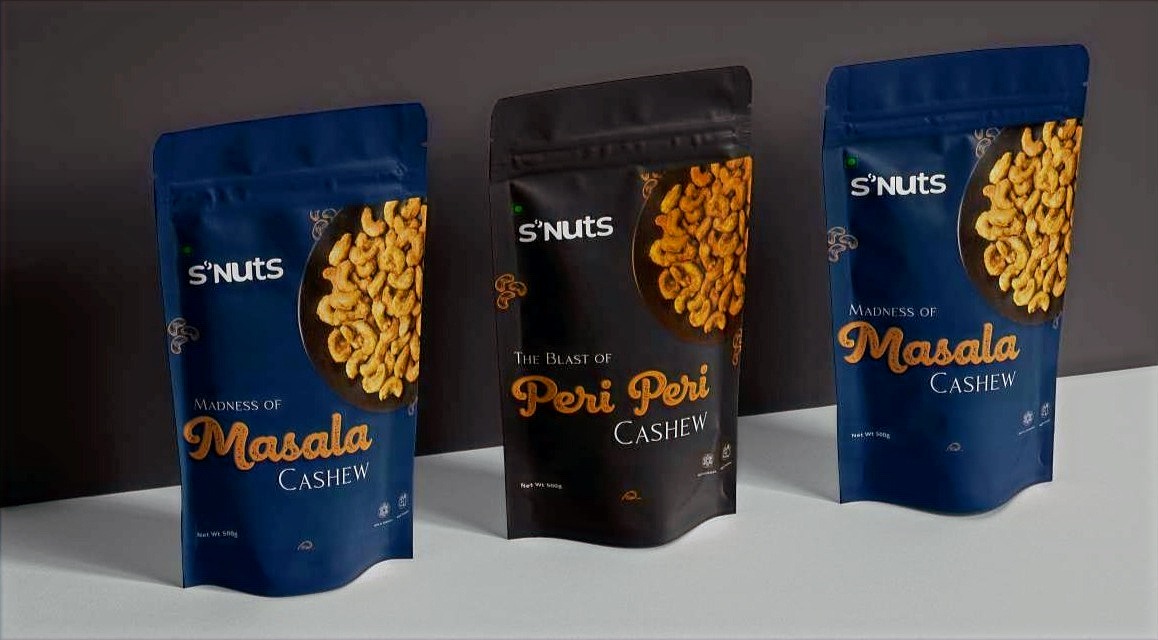 S'NUTS
MADNESS OF
Masala
CASHEW
Net Wt 500g
S'NUTS
THE BLAST OF
Peri Peri
CASHEW
Net Wt 500g
S'NUTS
MADNESS OF
Masala
CASHEW
Net Wt 500g